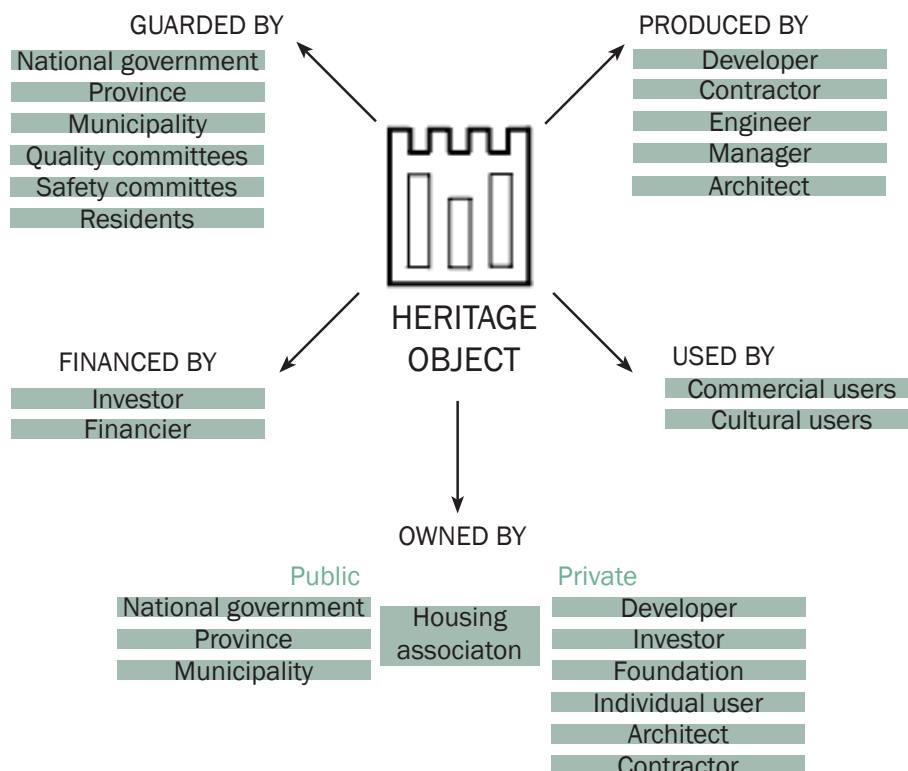 GUARDED BY
National government
Province
Municipality
Quality committees
Safety committes
Residents
PRODUCED BY
Developer
Contractor
Engineer
Manager
Architect
HERITAGE
OBJECT
FINANCED BY
Investor
Financier
USED BY
Commercial users
Cultural users
OWNED BY
Public
National government
Province
Municipality
Housing
associaton
Private
Developer
Investor
Foundation
Individual user
Architect
Contractor